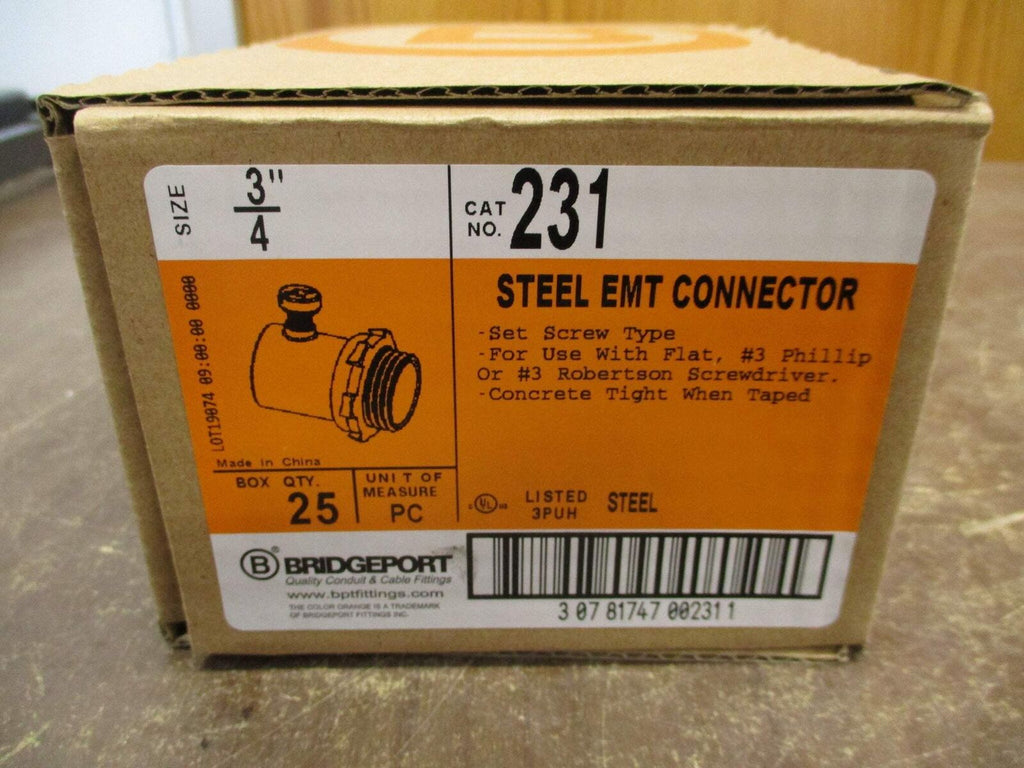 SIZE
3"
4
CAT
NO. 231
LOT19074 09:00:00 0000
STEEL EMT CONNECTOR
-Set Screw Type
-For Use With Flat, #3 Phillip
Or #3 Robertson Screwdriver.
-Concrete Tight When Taped
Made in China
BOX QTY.
25
UNIT OF
MEASURE
PC
C UL US
LISTED
3PUH
STEEL
B® BRIDGEPORT
Quality Conduit & Cable Fittings
www.bptfittings.com
THE COLOR ORANGE IS A TRADEMARK
OF BRIDGEPORT FITTINGS INC.
3 07 81747 00231 1